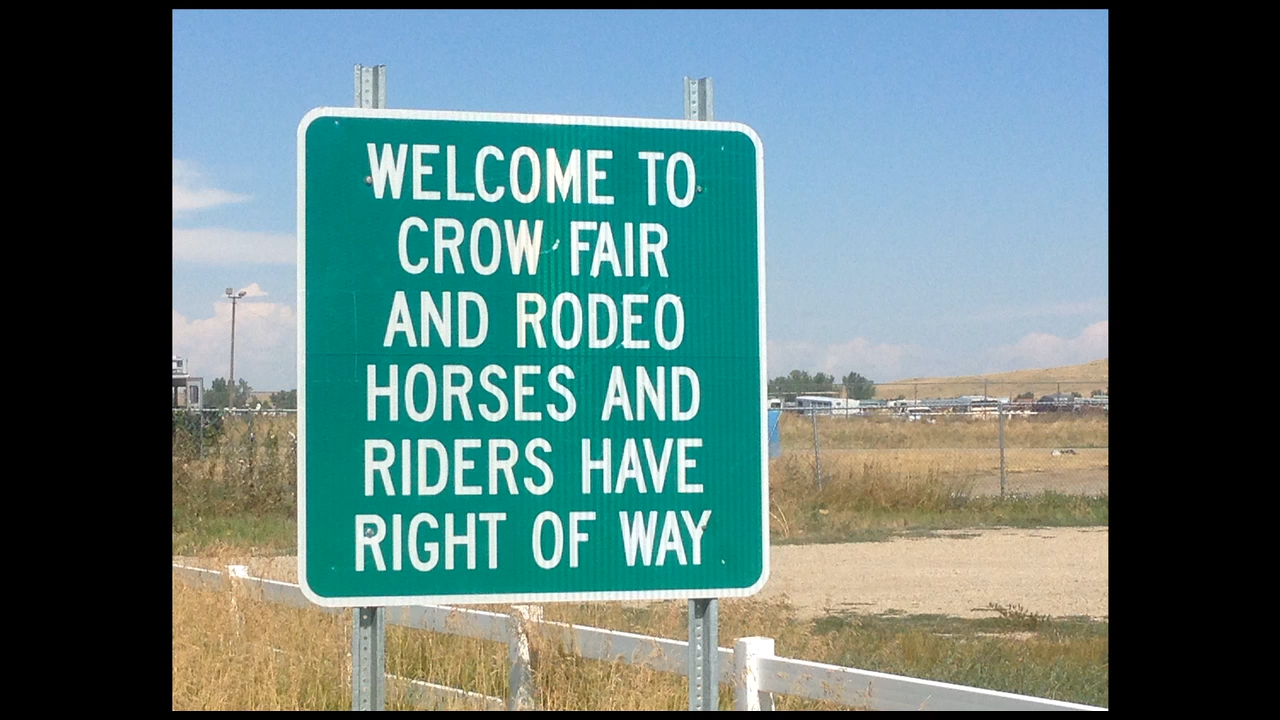 WELCOME TO
CROW FAIR
AND RODEO
HORSES AND
RIDERS HAVE
RIGHT OF WAY